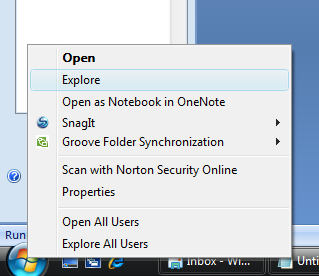 Open
Explore
Open as Notebook in OneNote
SnagIt
Groove Folder Synchronization
Scan with Norton Security Online
Properties
Open All Users
Explore All Users
Run
Inbox - Wi...
Unti